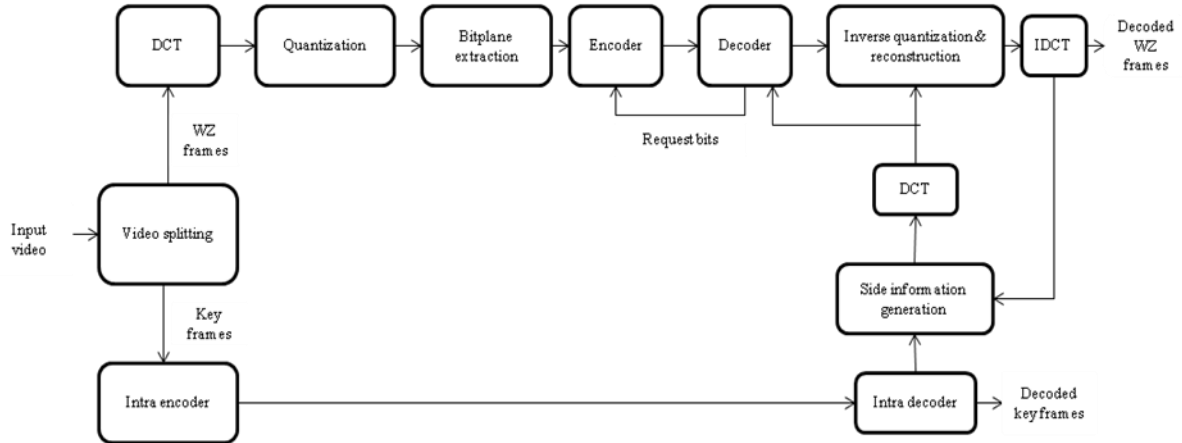 DCT
Quantization
Bitplane
extraction
Encoder
Decoder
Inverse quantization &
reconstruction
IDCT
Decoded
WZ
frames
WZ
frames
Request bits
DCT
Input
video
Video splitting
Side information
generation
Key
frames
Intra encoder
Intra decoder
Decoded
key frames